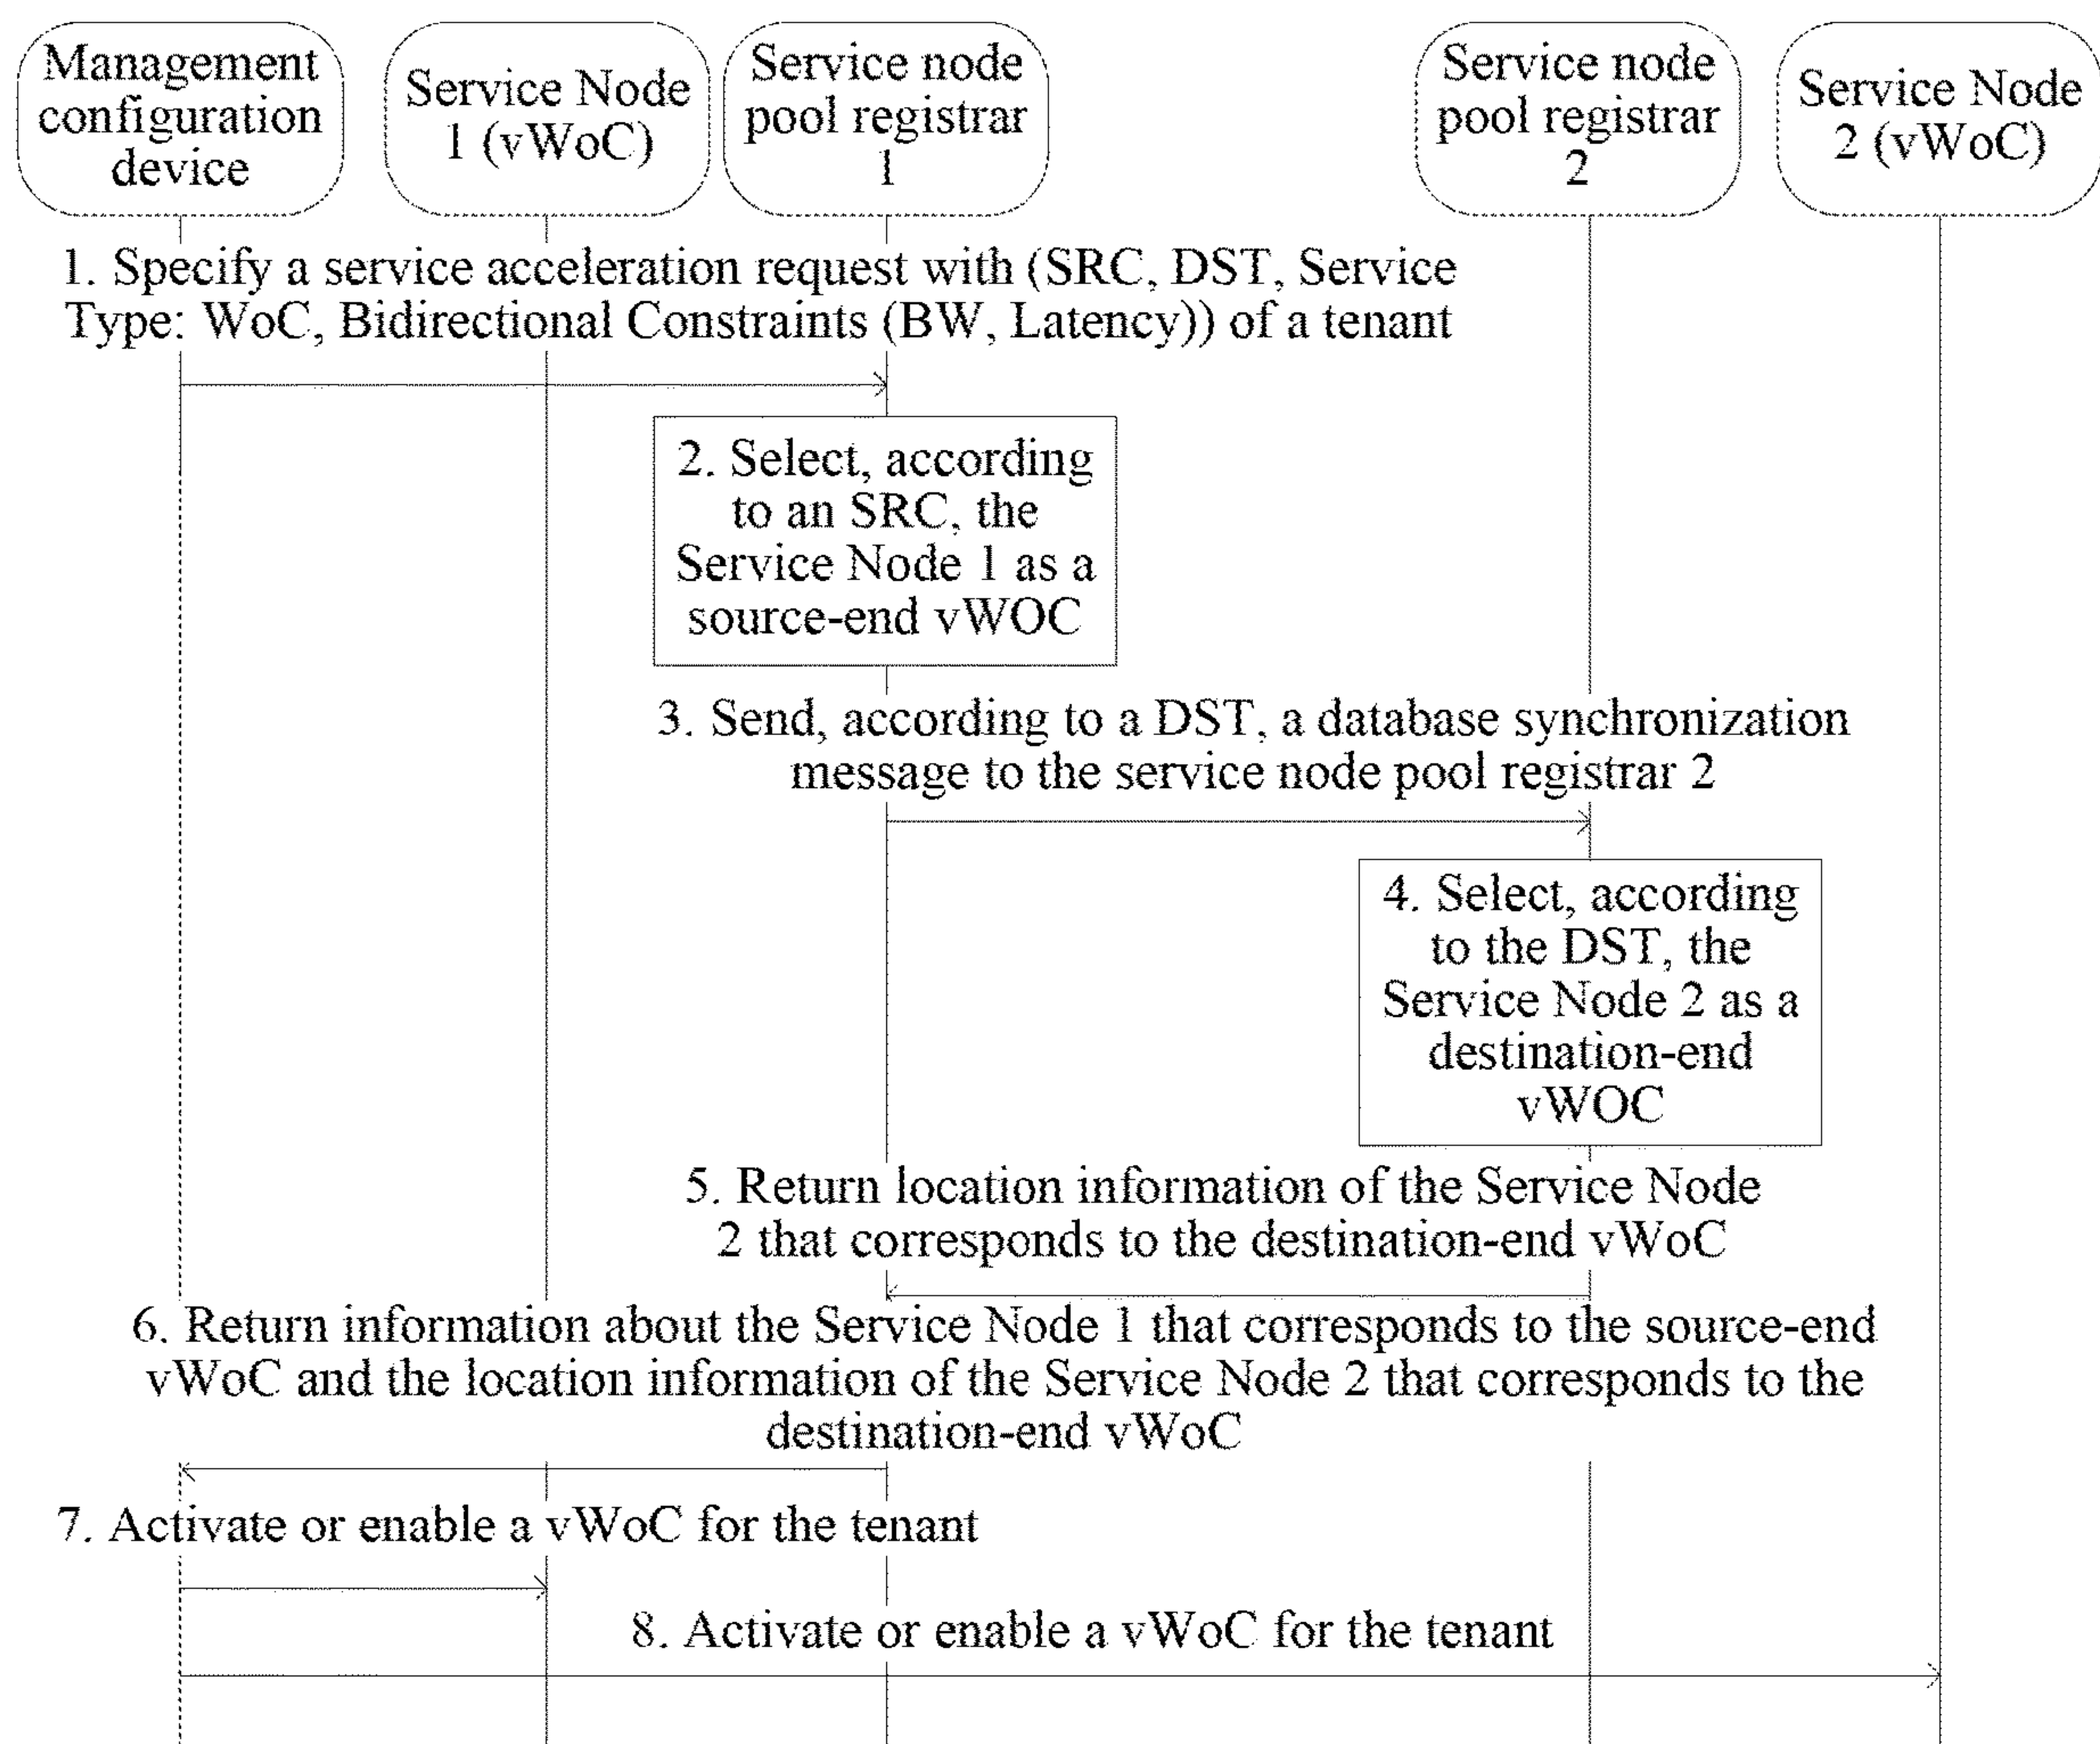 Management
configuration
device
Service Node
1 (vWoC)
Service node
pool registrar
1
Service node
pool registrar
2
Service Node
2 (vWoC)
1. Specify a service acceleration request with (SRC, DST, Service
Type: WoC, Bidirectional Constraints (BW, Latency)) of a tenant
2. Select, according
to an SRC, the
Service Node 1 as a
source-end vWOC
3. Send, according to a DST, a database synchronization
message to the service node pool registrar 2
4. Select, according
to the DST, the
Service Node 2 as a
destination-end
vWOC
5. Return location information of the Service Node
2 that corresponds to the destination-end vWoC
6. Return information about the Service Node 1 that corresponds to the source-end
vWoC and the location information of the Service Node 2 that corresponds to the
destination-end vWoC
7. Activate or enable a vWoC for the tenant
8. Activate or enable a vWoC for the tenant